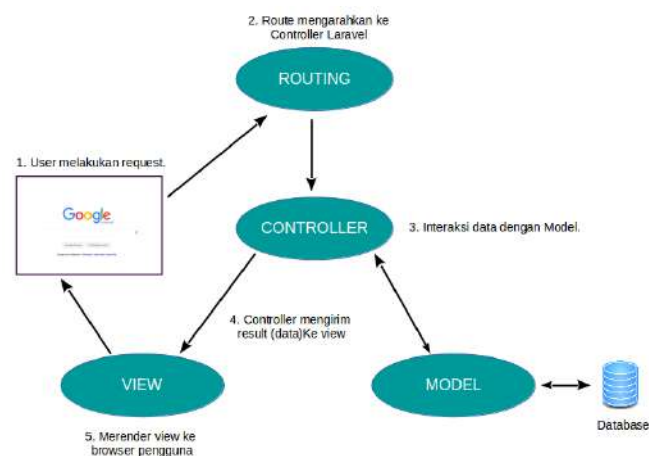 2. Route mengarahkan ke
Controller Laravel
ROUTING
1. User melakukan request.
Google
CONTROLLER
3. Interaksi data dengan Model.
4. Controller mengirim
result (data)Ke view
VIEW
MODEL
Database
5. Merender view ke
browser pengguna